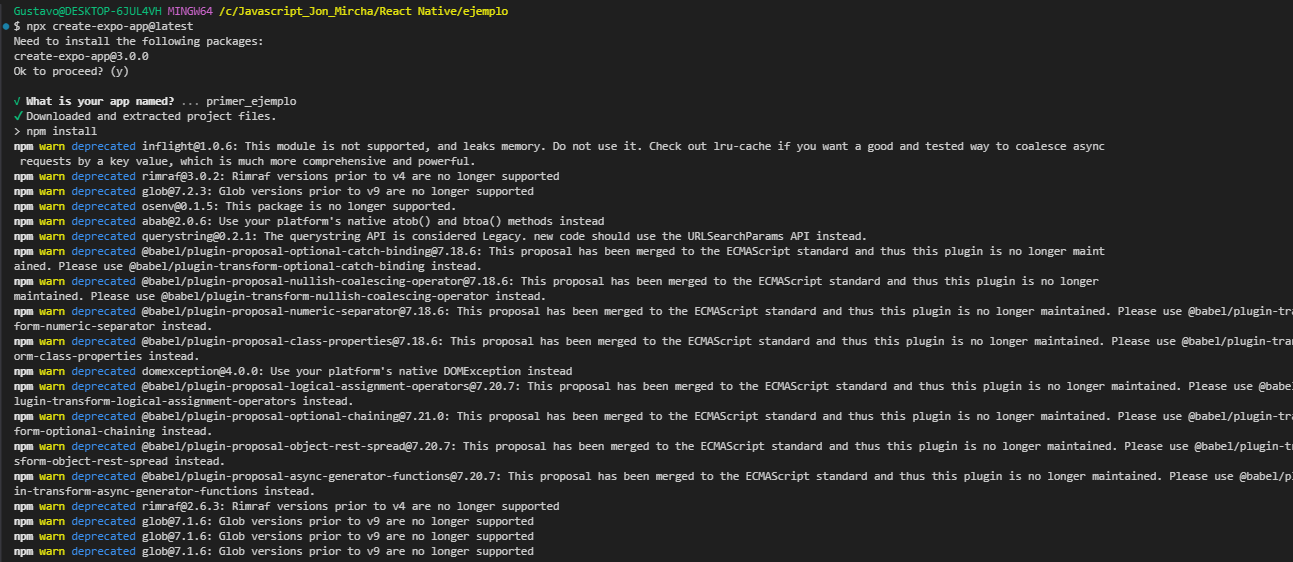 Gustavo@DESKTOP-6JUL4VH MINGW64 /c/Javascript_Jon_Mircha/React Native/ejemplo
$ npx create-expo-app@latest
Need to install the following packages:
create-expo-app@3.0.0
Ok to proceed? (y)
√ What is your app named? ... primer_ejemplo
✓ Downloaded and extracted project files.
> npm install
npm warn deprecated inflight@1.0.6: This module is not supported, and leaks memory. Do not use it. Check out lru-cache if you want a good and tested way to coalesce async
requests by a key value, which is much more comprehensive and powerful.
npm warn deprecated rimraf@3.0.2: Rimraf versions prior to v4 are no longer supported
npm warn deprecated glob@7.2.3: Glob versions prior to v9 are no longer supported
npm warn deprecated osenv@0.1.5: This package is no longer supported.
npm warn deprecated abab@2.0.6: Use your platform's native atob() and btoa() methods instead
npm warn deprecated querystring@0.2.1: The querystring API is considered Legacy. new code should use the URLSearchParams API instead.
npm warn deprecated @babel/plugin-proposal-optional-catch-binding@7.18.6: This proposal has been merged to the ECMAScript standard and thus this plugin is no longer maint
ained. Please use @babel/plugin-transform-optional-catch-binding instead.
npm warn deprecated @babel/plugin-proposal-nullish-coalescing-operator@7.18.6: This proposal has been merged to the ECMAScript standard and thus this plugin is no longer
maintained. Please use @babel/plugin-transform-nullish-coalescing-operator instead.
npm warn deprecated @babel/plugin-proposal-numeric-separator@7.18.6: This proposal has been merged to the ECMAScript standard and thus this plugin is no longer maintained. Please use @babel/plugin-tr
form-numeric-separator instead.
npm warn deprecated @babel/plugin-proposal-class-properties@7.18.6: This proposal has been merged to the ECMAScript standard and thus this plugin is no longer maintained. Please use @babel/plugin-tra
orm-class-properties instead.
npm warn deprecated domexception@4.0.0: Use your platform's native DOMException instead
npm warn deprecated @babel/plugin-proposal-logical-assignment-operators@7.20.7: This proposal has been merged to the ECMAScript standard and thus this plugin is no longer maintained. Please use @babe
lugin-transform-logical-assignment-operators instead.
npm warn deprecated @babel/plugin-proposal-optional-chaining@7.21.0: This proposal has been merged to the ECMAScript standard and thus this plugin is no longer maintained. Please use @babel/plugin-tr
form-optional-chaining instead.
npm warn deprecated @babel/plugin-proposal-object-rest-spread@7.20.7: This proposal has been merged to the ECMAScript standard and thus this plugin is no longer maintained. Please use @babel/plugin-t
sform-object-rest-spread instead.
npm warn deprecated @babel/plugin-proposal-async-generator-functions@7.20.7: This proposal has been merged to the ECMAScript standard and thus this plugin is no longer maintained. Please use @babel/p
in-transform-async-generator-functions instead.
npm warn deprecated rimraf@2.6.3: Rimraf versions prior to v4 are no longer supported
npm warn deprecated glob@7.1.6: Glob versions prior to v9 are no longer supported
npm warn deprecated glob@7.1.6: Glob versions prior to v9 are no longer supported
npm warn deprecated glob@7.1.6: Glob versions prior to v9 are no longer supported